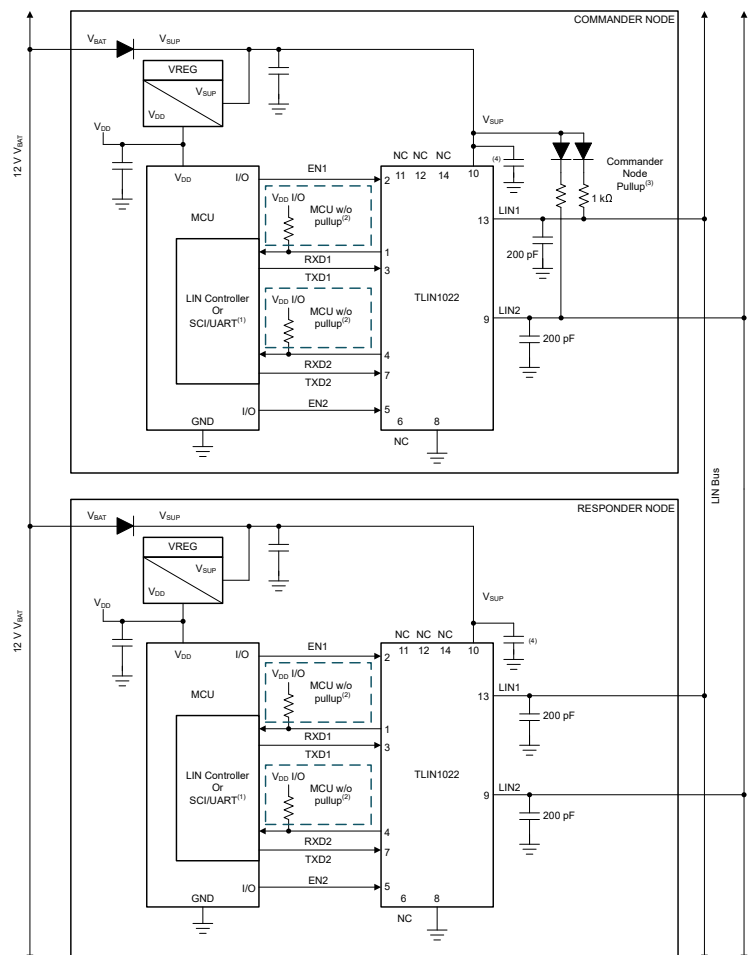 COMMANDER NODE
VBAT
VSUP
VREG
VSUP
VDD
VDD
12 V VBAT
VSUP
(4)
NC NC NC
11 12 14 10
Commander
Node
Pullup(3)
1 kΩ
VDD
I/O
EN1
2
MCU
VDD I/O
MCU w/o
pullup(2)
LIN1
13
1
RXD1
3
TXD1
200 pF
LIN Controller
Or
SCI/UART(1)
VDD I/O
MCU w/o
pullup(2)
TLIN1022
LIN2
9
200 pF
4
RXD2
7
TXD2
I/O
EN2
5
GND
6
8
NC
LIN Bus
RESPONDER NODE
VBAT
VSUP
VREG
VSUP
VDD
VDD
12 V VBAT
VSUP
(4)
NC NC NC
11 12 14 10
VDD
I/O
EN1
2
MCU
VDD I/O
MCU w/o
pullup(2)
LIN1
13
200 pF
1
RXD1
3
TXD1
LIN Controller
Or
SCI/UART(1)
VDD I/O
MCU w/o
pullup(2)
TLIN1022
LIN2
9
200 pF
4
RXD2
7
TXD2
I/O
EN2
5
GND
6
8
NC